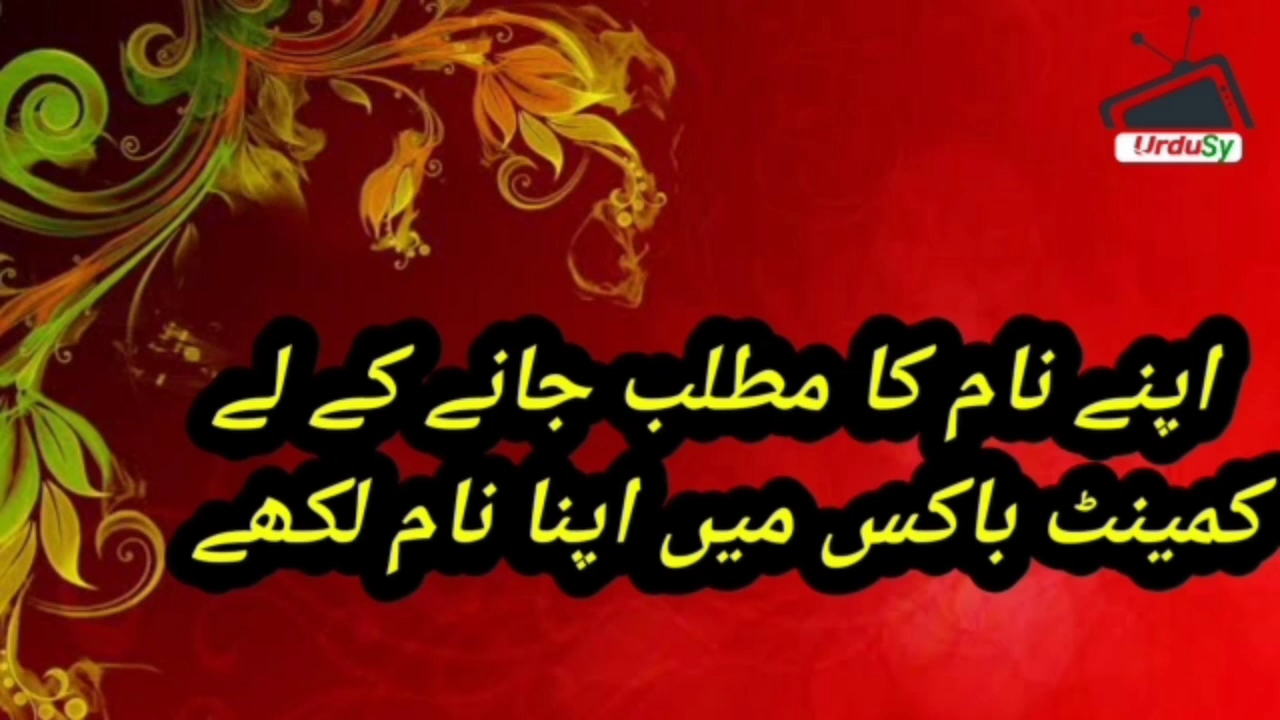 UrduSy
اپنے نام کا مطلب جانے کے لے
کمینٹ باکس میں اپنا نام لکھے